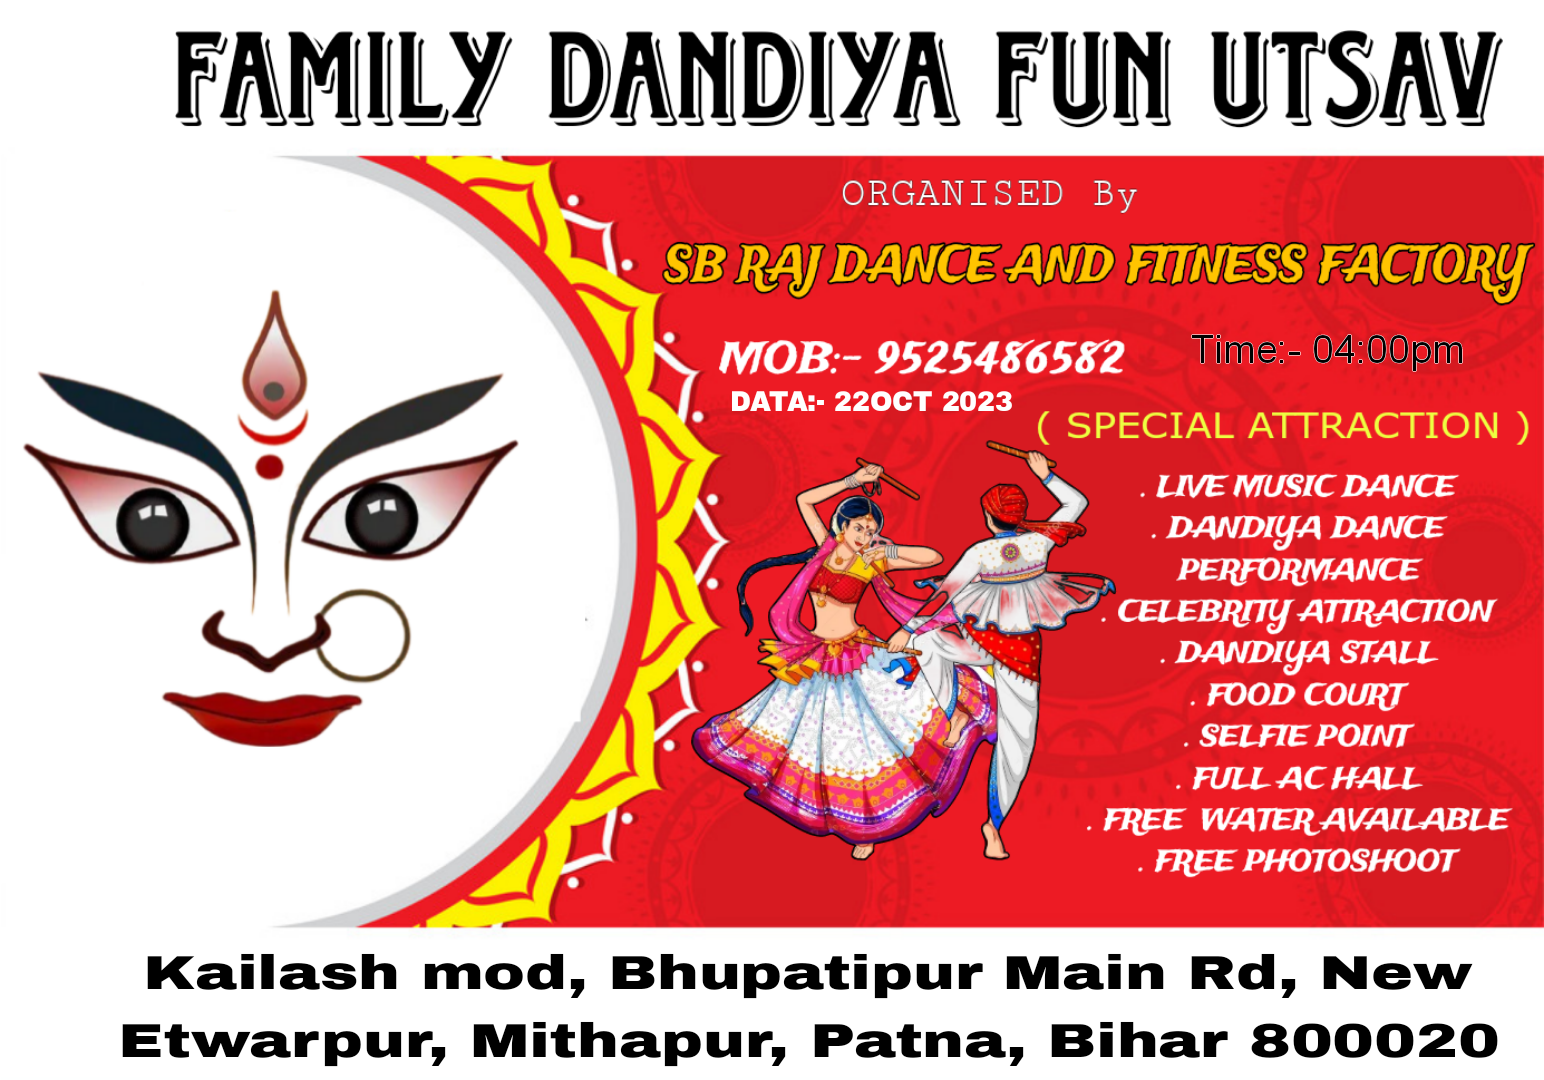 FAMILY DANDIYA FUN UTSAV
ORGANISED By
SB RAJ DANCE AND FITNESS FACTORY
MOB:- 9525486582
Time:- 04:00pm
DATA:- 22OCT 2023
( SPECIAL ATTRACTION )
. LIVE MUSIC DANCE
. DANDIYA DANCE
PERFORMANCE
. CELEBRITY ATTRACTION
. DANDIYA STALL
. FOOD COURT
. SELFIE POINT
. FULL AC HALL
. FREE WATER AVAILABLE
. FREE PHOTOSHOOT
Kailash mod, Bhupatipur Main Rd, New
Etwarpur, Mithapur, Patna, Bihar 800020